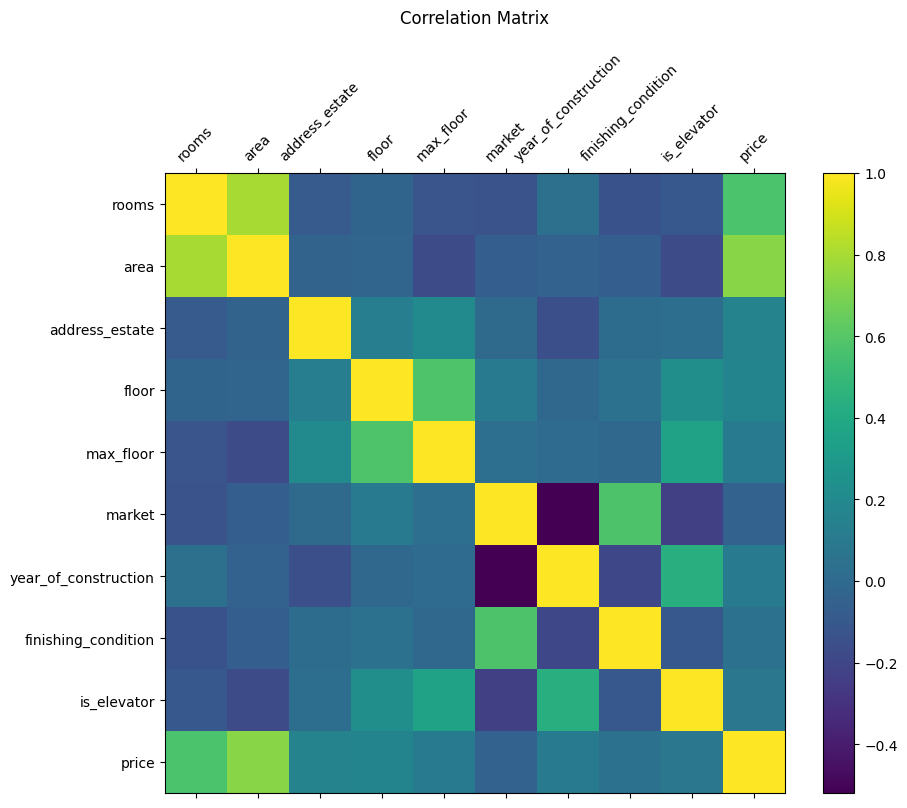 Correlation Matrix
rooms
area
address_estate
floor
max_floor
market
year_of_construction
finishing_condition
is_elevator
price
rooms
area
address_estate
floor
max_floor
market
year_of_construction
finishing_condition
is_elevator
price
1.0
0.8
0.6
0.4
0.2
0.0
−0.2
−0.4